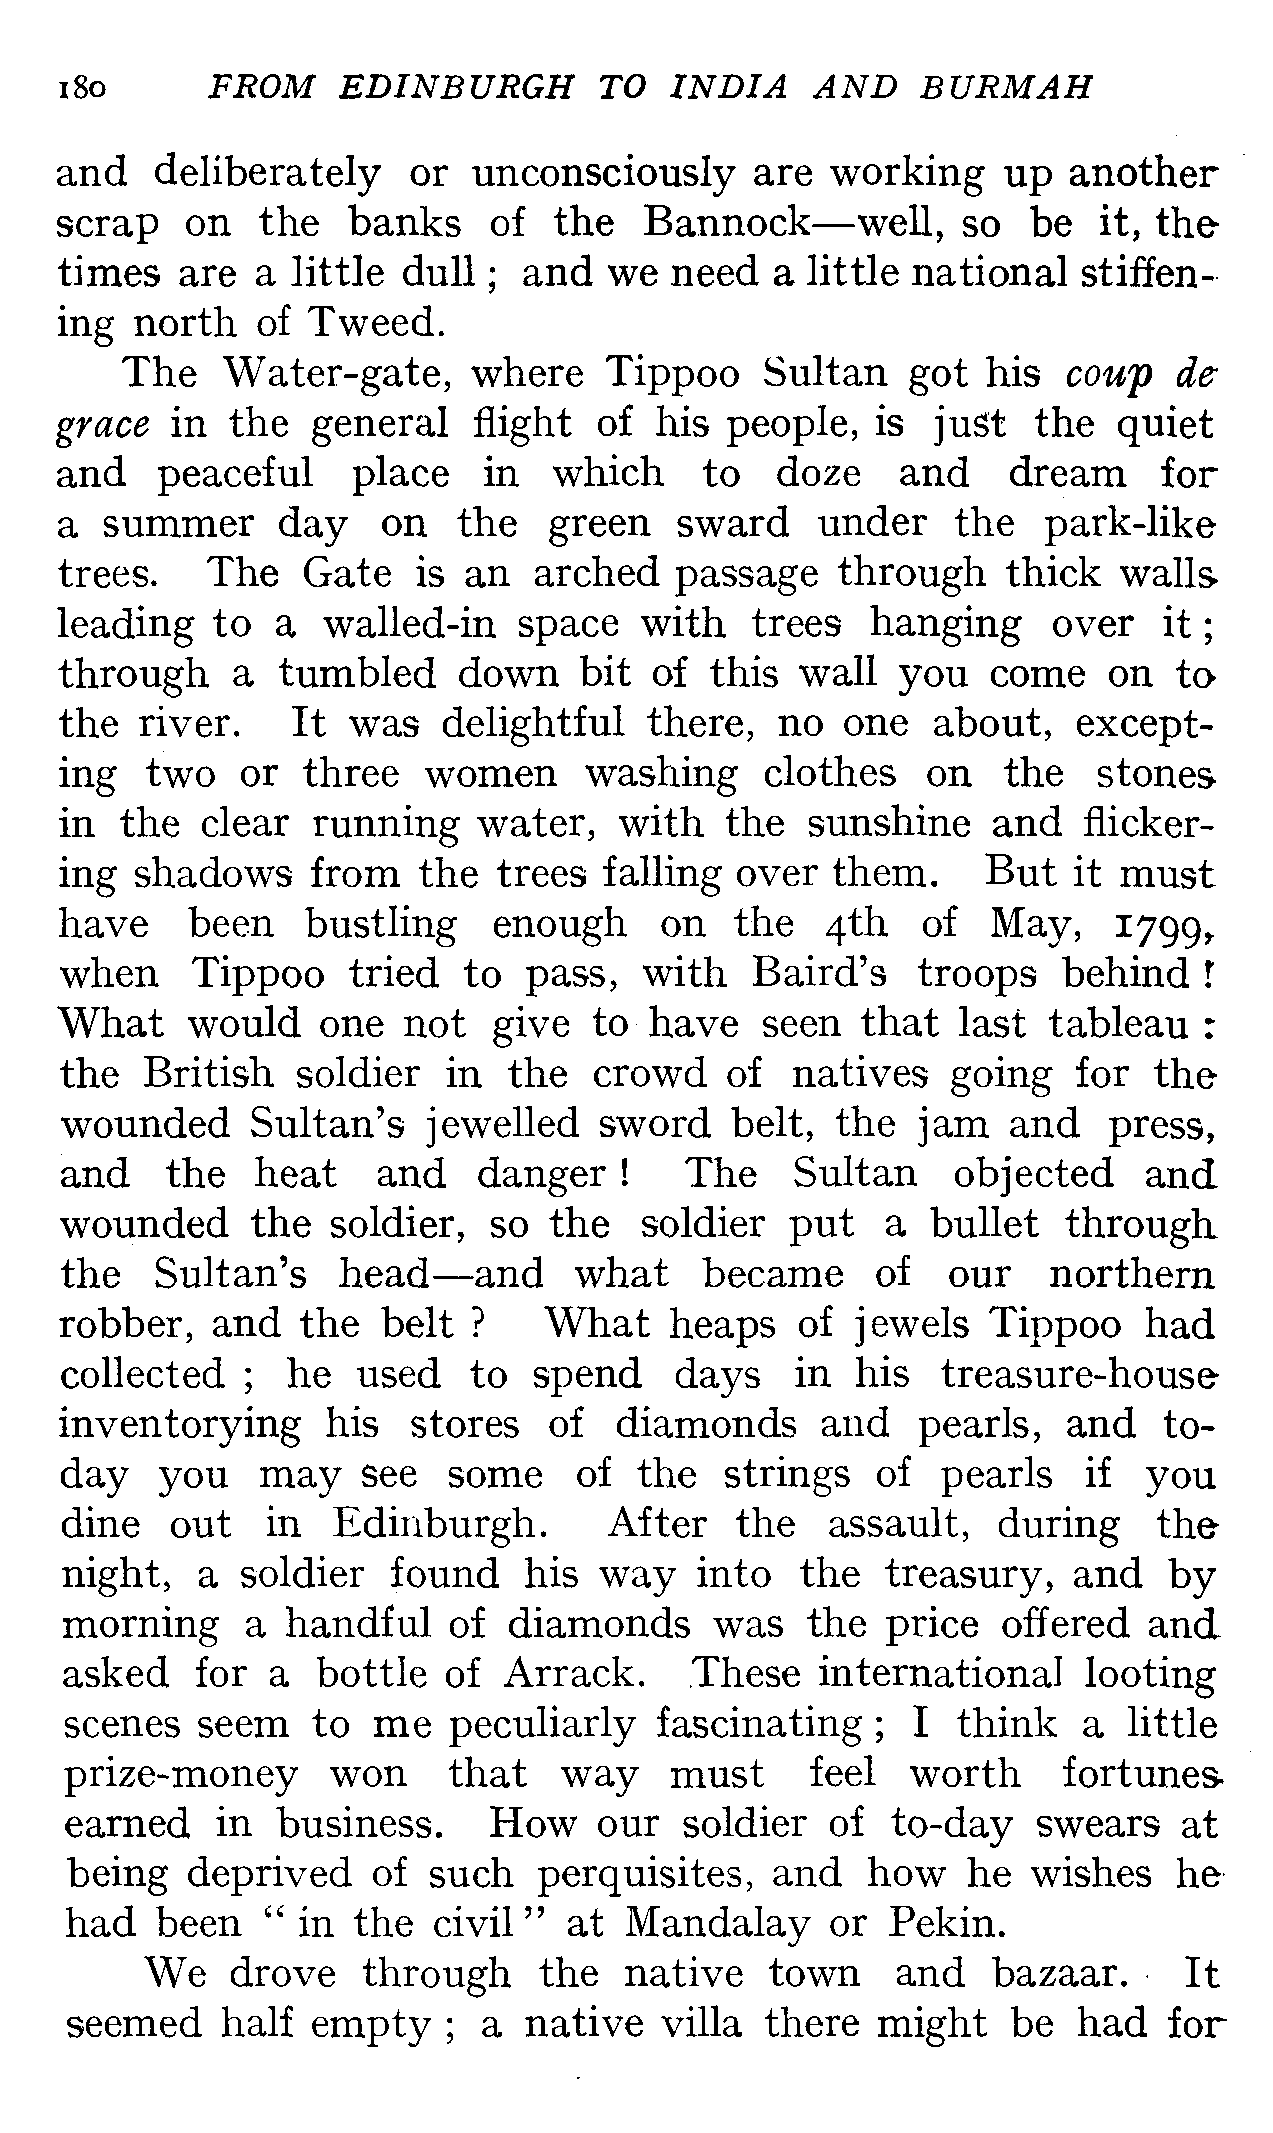 180 FROM EDINBURGH TO INDIA AND BURMAH
and deliberately or unconsciously are working up another
scrap on the banks of the Bannock—well, so be it, the
times are a little dull ; and we need a little national stiffen-
ing north of Tweed.
The Water-gate, where Tippoo Sultan got his coup de
grace in the general flight of his people, is just the quiet
and peaceful place in which to doze and dream for
a summer day on the green sward under the park-like
trees. The Gate is an arched passage through thick walls
leading to a walled-in space with trees hanging over it ;
through a tumbled down bit of this wall you come on to
the river. It was delightful there, no one about, except-
ing two or three women washing clothes on the stones
in the clear running water, with the sunshine and flicker-
ing shadows from the trees falling over them. But it must
have been bustling enough on the 4th of May, 1799,
when Tippoo tried to pass, with Baird's troops behind !
What would one not give to have seen that last tableau :
the British soldier in the crowd of natives going for the
wounded Sultan's jewelled sword belt, the jam and press,
and the heat and danger ! The Sultan objected and
wounded the soldier, so the soldier put a bullet through
the Sultan's head—and what became of our northern
robber, and the belt ? What heaps of jewels Tippoo had
collected ; he used to spend days in his treasure-house
inventorying his stores of diamonds and pearls, and to-
day you may see some of the strings of pearls if you
dine out in Edinburgh. After the assault, during the
night, a soldier found his way into the treasury, and by
morning a handful of diamonds was the price offered and
asked for a bottle of Arrack. These international looting
scenes seem to me peculiarly fascinating ; I think a little
prize-money won that way must feel worth fortunes
earned in business. How our soldier of to-day swears at
being deprived of such perquisites, and how he wishes he
had been " in the civil " at Mandalay or Pekin.
We drove through the native town and bazaar. It
seemed half empty ; a native villa there might be had for